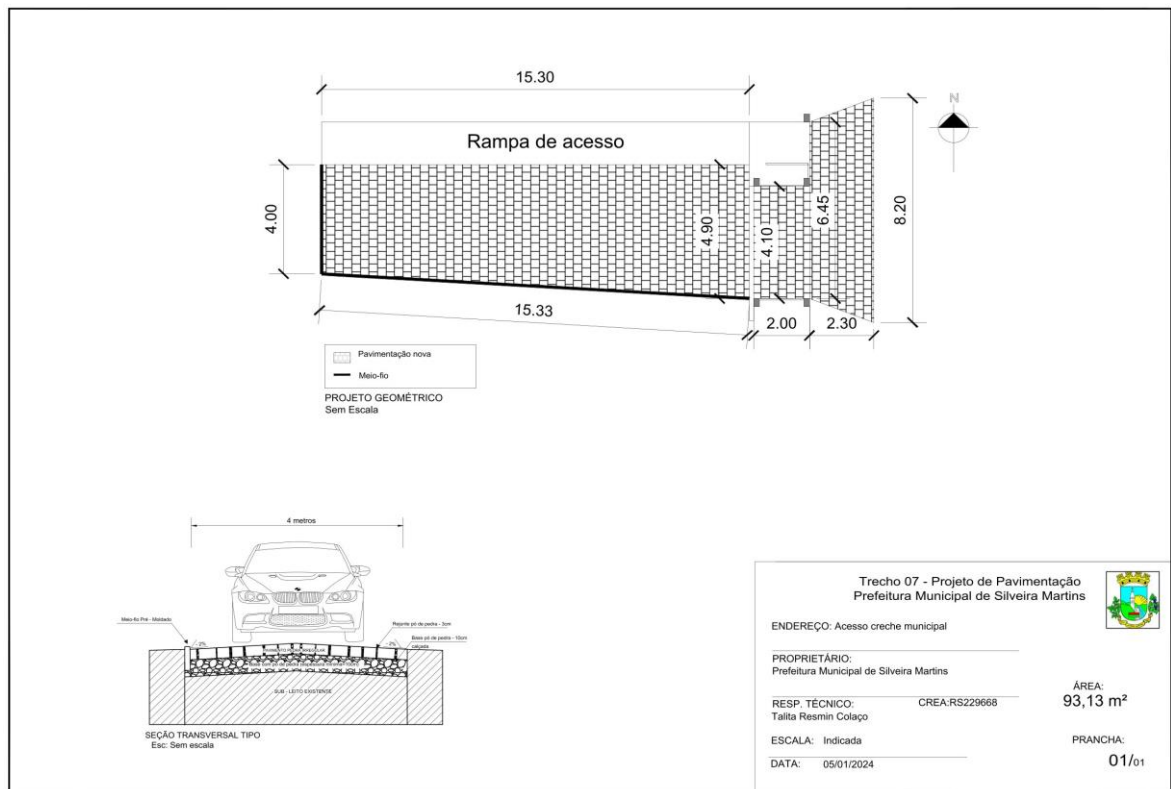 15.30
N
Rampa de acesso
4.00
4.90
4.10
6.45
8.20
15.33
2.00
2.30
Pavimentação nova
Meio-fio
PROJETO GEOMÉTRICO
Sem Escala
4 metros
Meio-fio Pré - Moldado
Rejunte pó de pedra - 3cm
Base pó de pedra - 10cm
calçada
2%
2%
SUB - LEITO EXISTENTE
SEÇÃO TRANSVERSAL TIPO
Esc: Sem escala
Trecho 07 - Projeto de Pavimentação
Prefeitura Municipal de Silveira Martins
ENDEREÇO: Acesso creche municipal
PROPRIETÁRIO:
Prefeitura Municipal de Silveira Martins
ÁREA:
93,13 m²
RESP. TÉCNICO: CREA:RS229668
Talita Resmin Colaço
ESCALA: Indicada
PRANCHA:
01/01
DATA: 05/01/2024